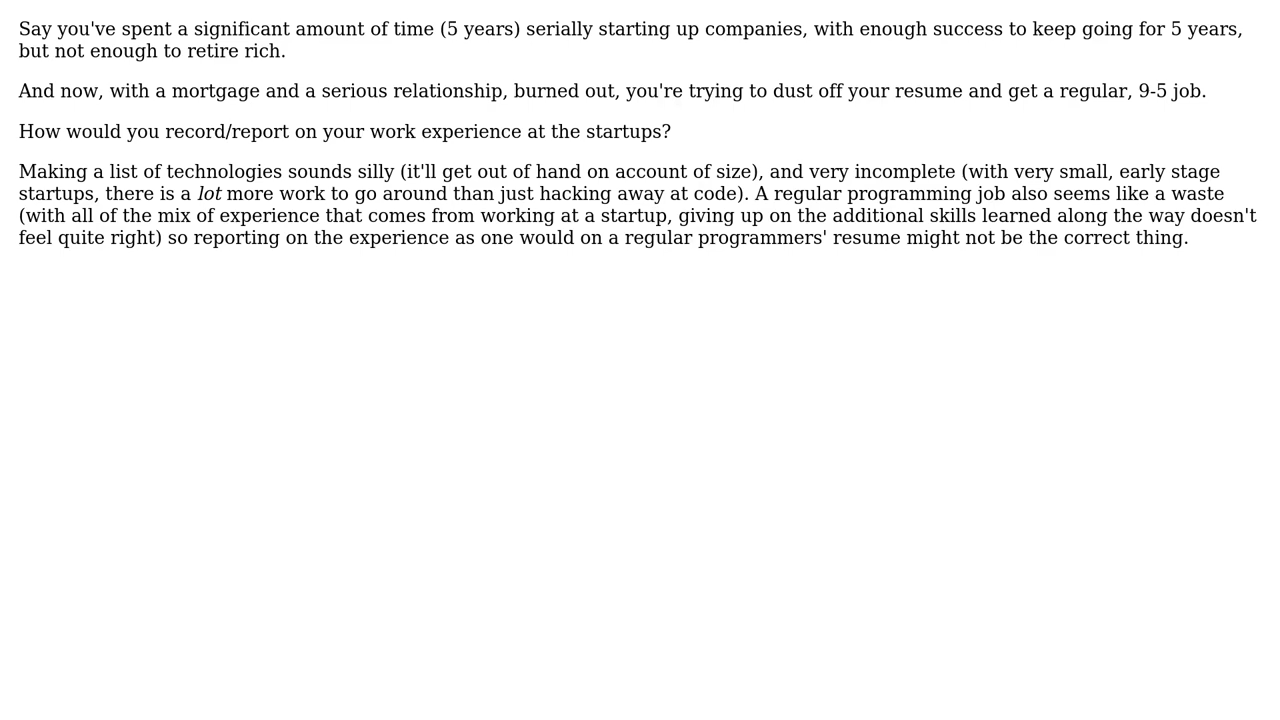 Say you've spent a significant amount of time (5 years) serially starting up companies, with enough success to keep going for 5 years,
but not enough to retire rich.
And now, with a mortgage and a serious relationship, burned out, you're trying to dust off your resume and get a regular, 9-5 job.
How would you record/report on your work experience at the startups?
Making a list of technologies sounds silly (it'll get out of hand on account of size), and very incomplete (with very small, early stage
startups, there is a lot more work to go around than just hacking away at code). A regular programming job also seems like a waste
(with all of the mix of experience that comes from working at a startup, giving up on the additional skills learned along the way doesn't
feel quite right) so reporting on the experience as one would on a regular programmers' resume might not be the correct thing.